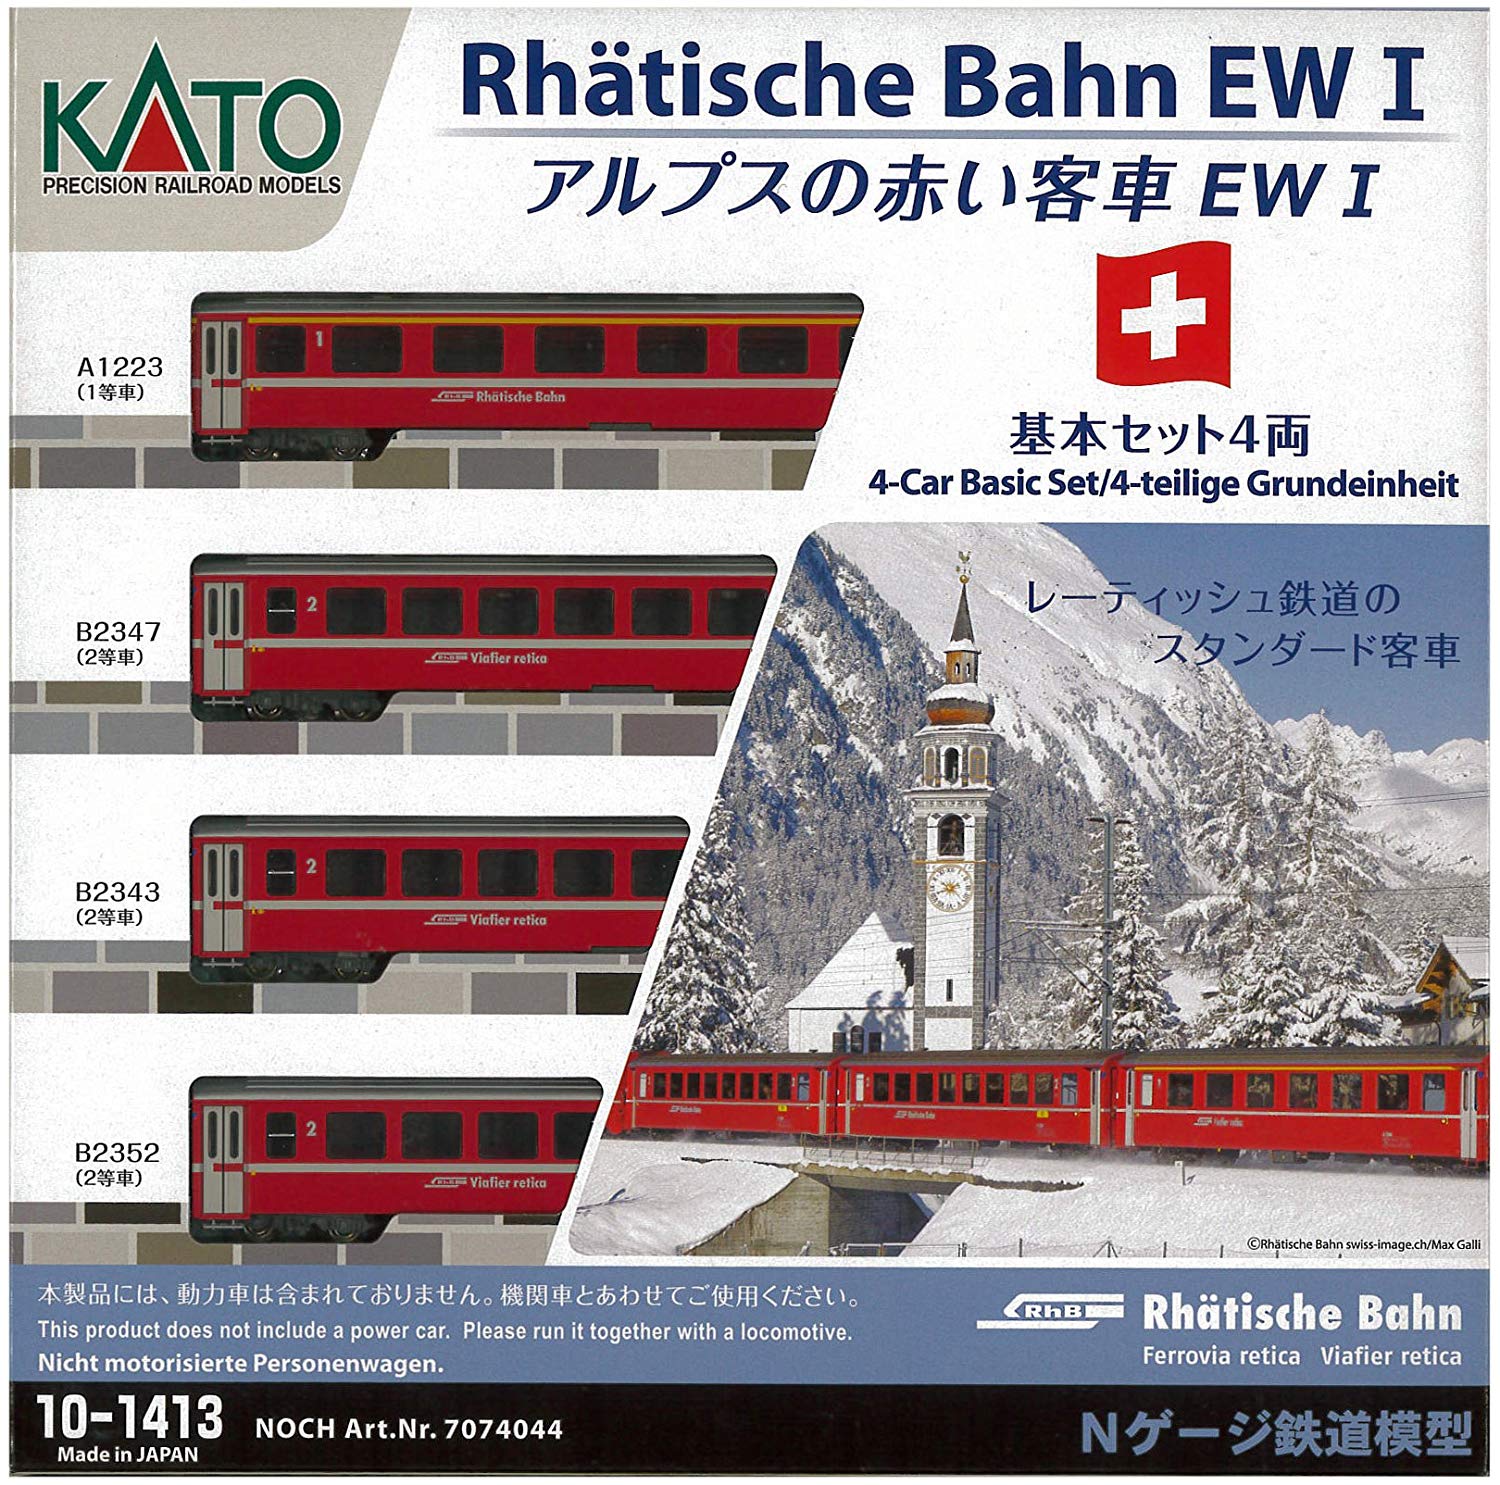 KATO
PRECISION RAILROAD MODELS
Rhätische Bahn EW I
アルプスの赤い客車 EW I
A1223
(1等車)
1
Rhätische Bahn
基本セット4両
4-Car Basic Set/4-teilige Grundeinheit
B2347
(2等車)
2
Viafier retica
レーティッシュ鉄道の
スタンダード客車
B2343
(2等車)
2
Viafier retica
B2352
(2等車)
2
Viafier retica
Rhätische Bahn
Rhätische Bahn
Viafier retica
©Rhätische Bahn swiss-image.ch/Max Galli
本製品には、動力車は含まれておりません。機関車とあわせてご使用ください。
This product does not include a power car. Please run it together with a locomotive.
Nicht motorisierte Personenwagen.
RhB Rhätische Bahn
Ferrovia retica Viafier retica
10-1413
Made in JAPAN
NOCH Art.Nr. 7074044
Nゲージ鉄道模型